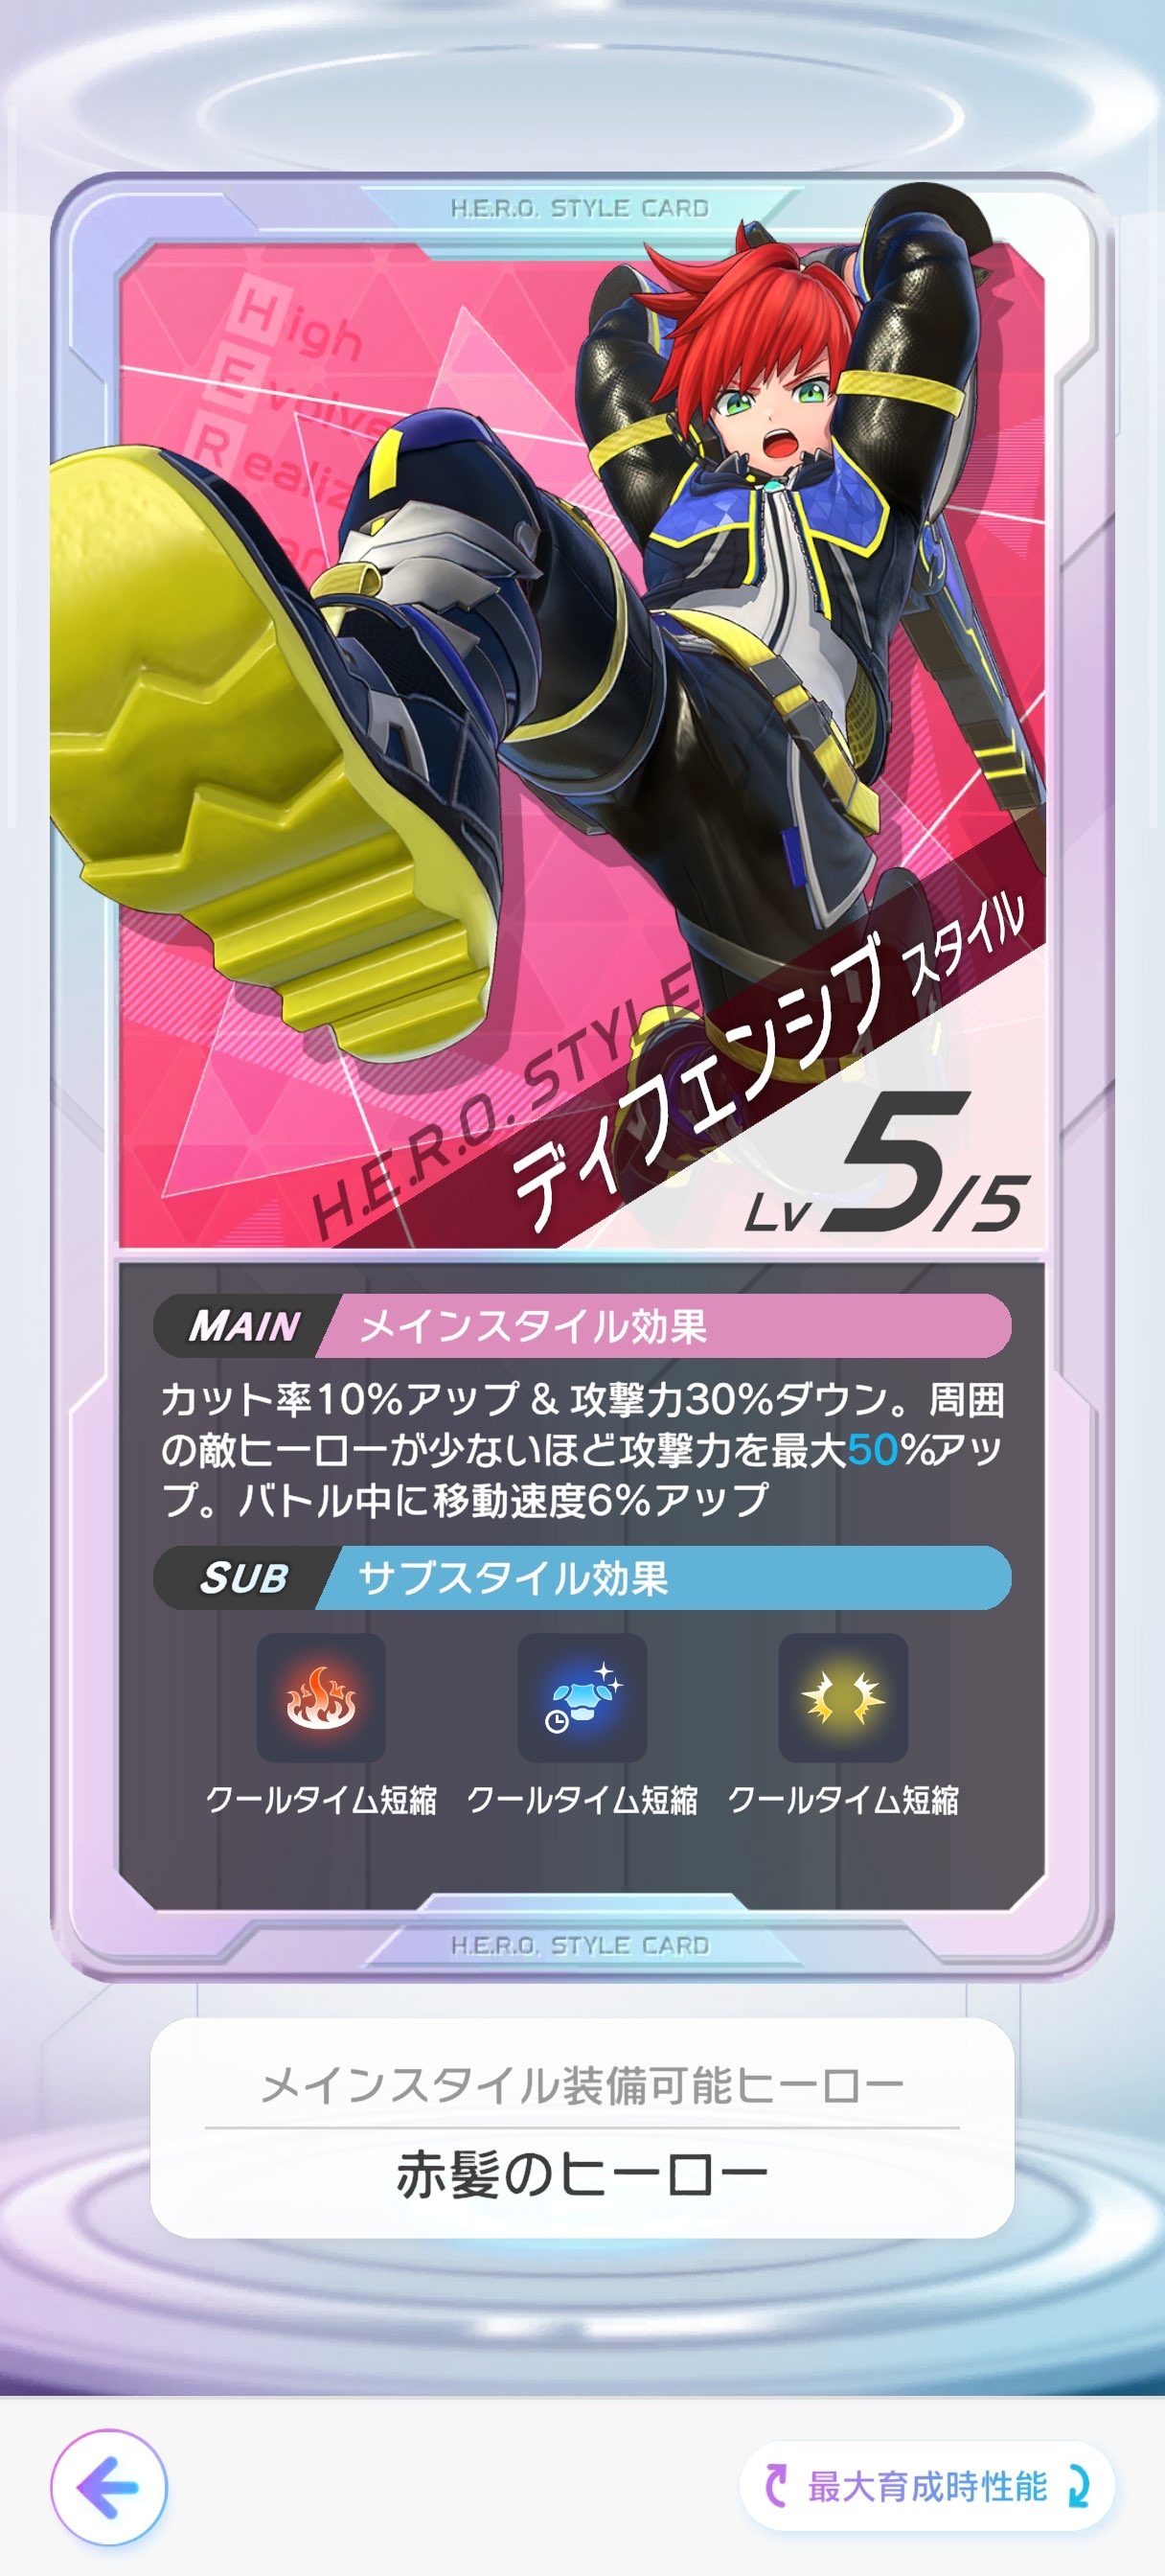 H.E.R.O. STYLE CARD
High
Evolve
Realiz
H.E.R.O. STYLE
ディフェンシブスタイル
Lv5/5
MAIN メインスタイル効果
カット率10%アップ & 攻撃力30%ダウン。周囲
の敵ヒーローが少ないほど攻撃力を最大50%アッ
プ。バトル中に移動速度6%アップ
SUB サブスタイル効果
クールタイム短縮 クールタイム短縮 クールタイム短縮
H.E.R.O. STYLE CARD
メインスタイル装備可能ヒーロー
赤髪のヒーロー
最大育成時性能